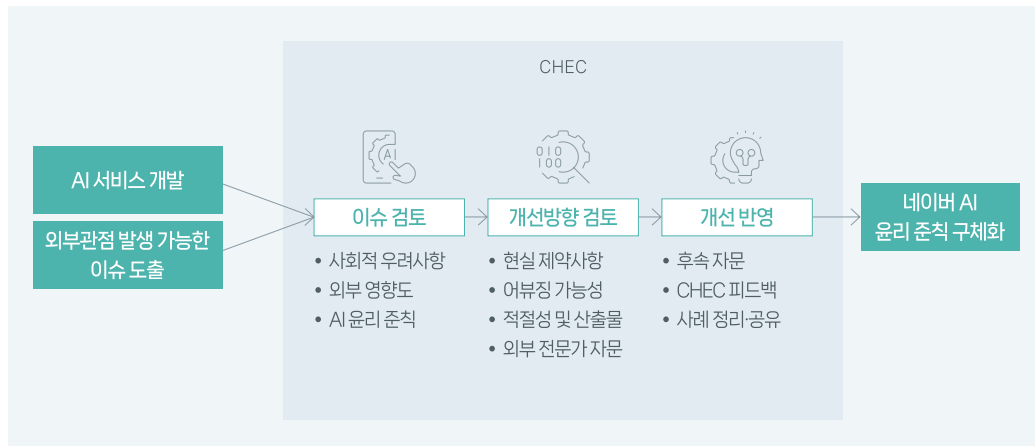 CHEC
AI
010
100
AI 서비스 개발
외부관점 발생 가능한
이슈 도출
이슈 검토
• 사회적 우려사항
• 외부 영향도
• AI 윤리 준칙
개선방향 검토
• 현실 제약사항
• 어뷰징 가능성
• 적절성 및 산출물
• 외부 전문가 자문
개선 반영
• 후속 자문
• CHEC 피드백
• 사례 정리·공유
네이버 AI
윤리 준칙 구체화